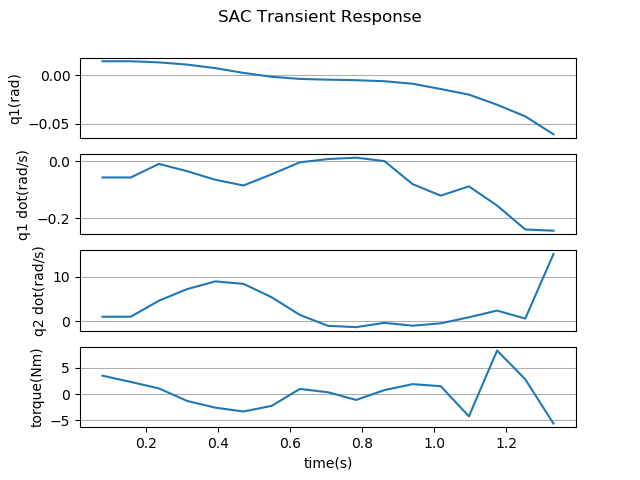 SAC Transient Response
q1(rad)
0.00
−0.05
q1 dot(rad/s)
0.0
−0.2
q2 dot(rad/s)
10
0
torque(Nm)
5
0
−5
0.2 0.4 0.6 0.8 1.0 1.2
time(s)